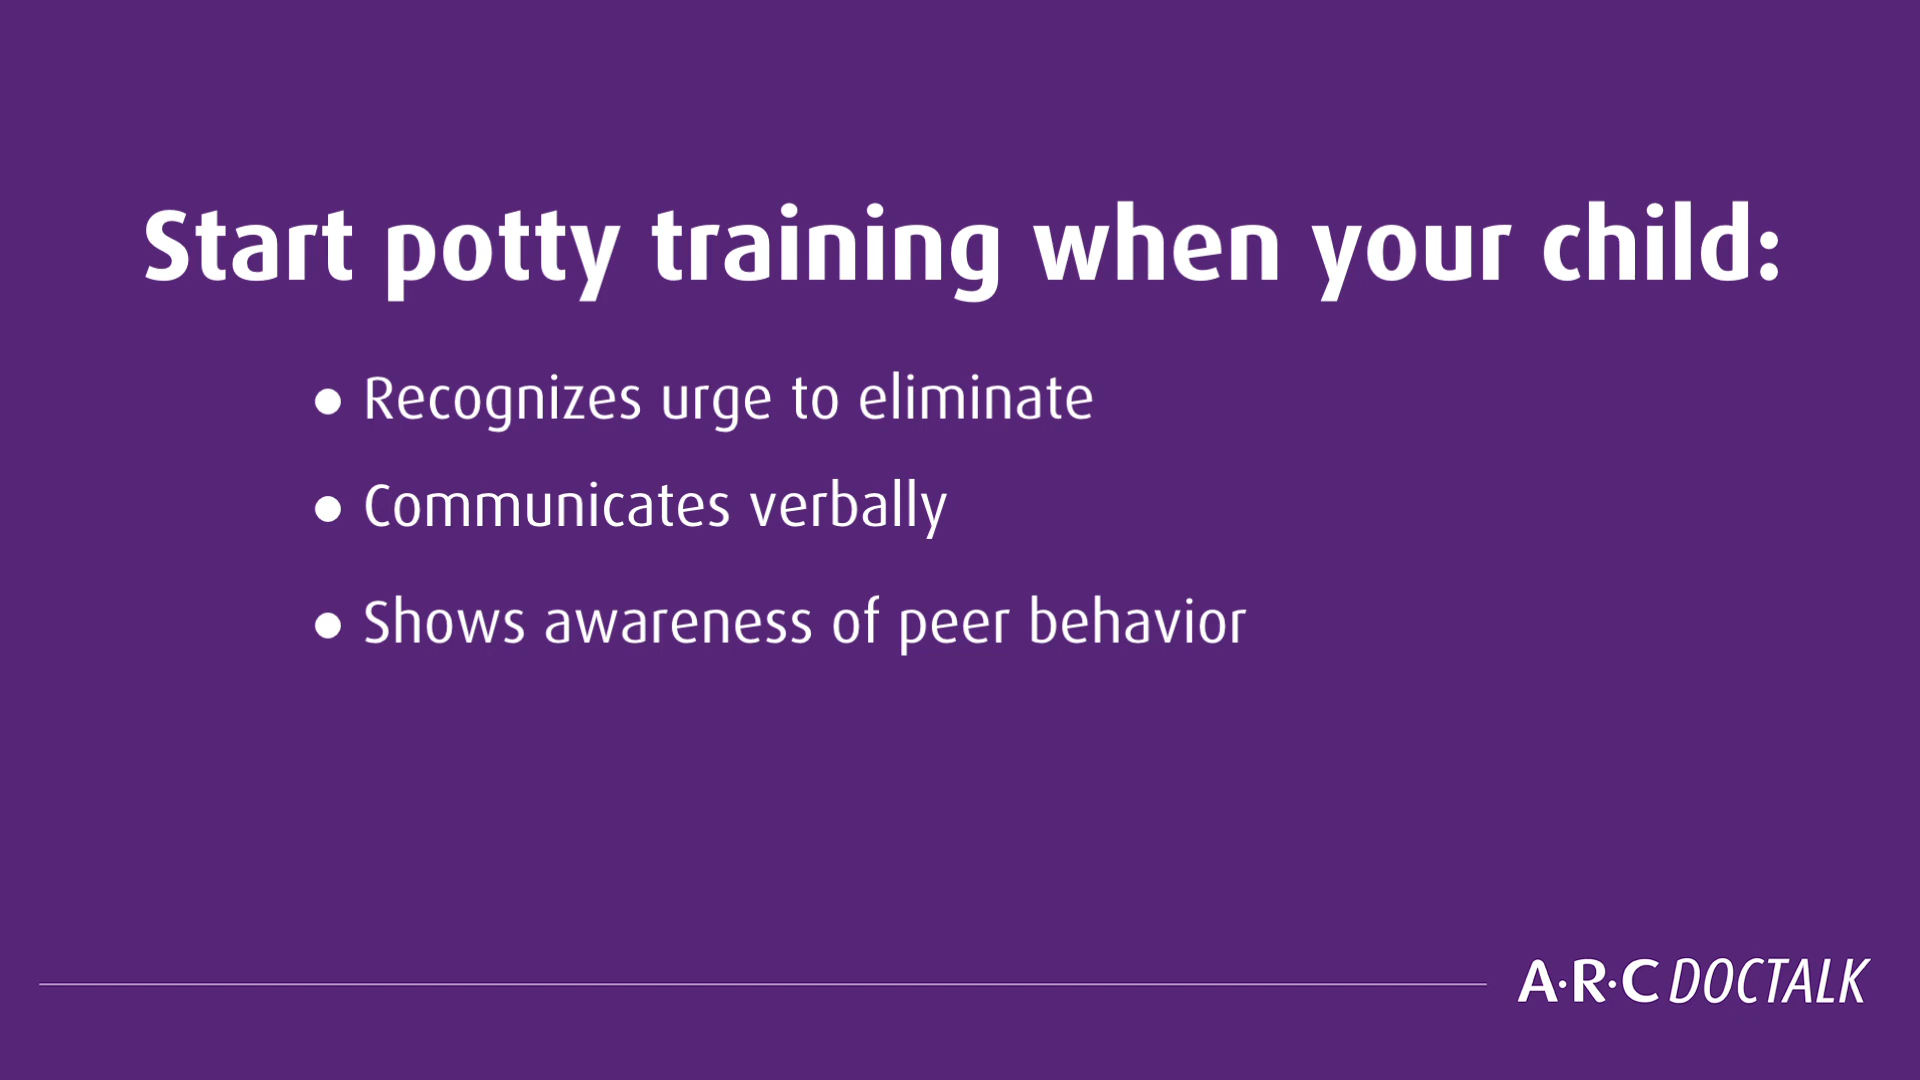 Start potty training when your child:
• Recognizes urge to eliminate
• Communicates verbally
• Shows awareness of peer behavior
A·R·C DOCTALK